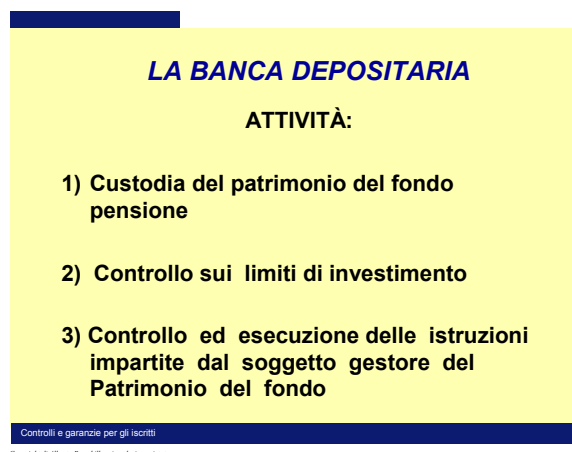 LA BANCA DEPOSITARIA
ATTIVITÀ:
1) Custodia del patrimonio del fondo
pensione
2) Controllo sui limiti di investimento
3) Controllo ed esecuzione delle istruzioni
impartite dal soggetto gestore del
Patrimonio del fondo
Controlli e garanzie per gli iscritti